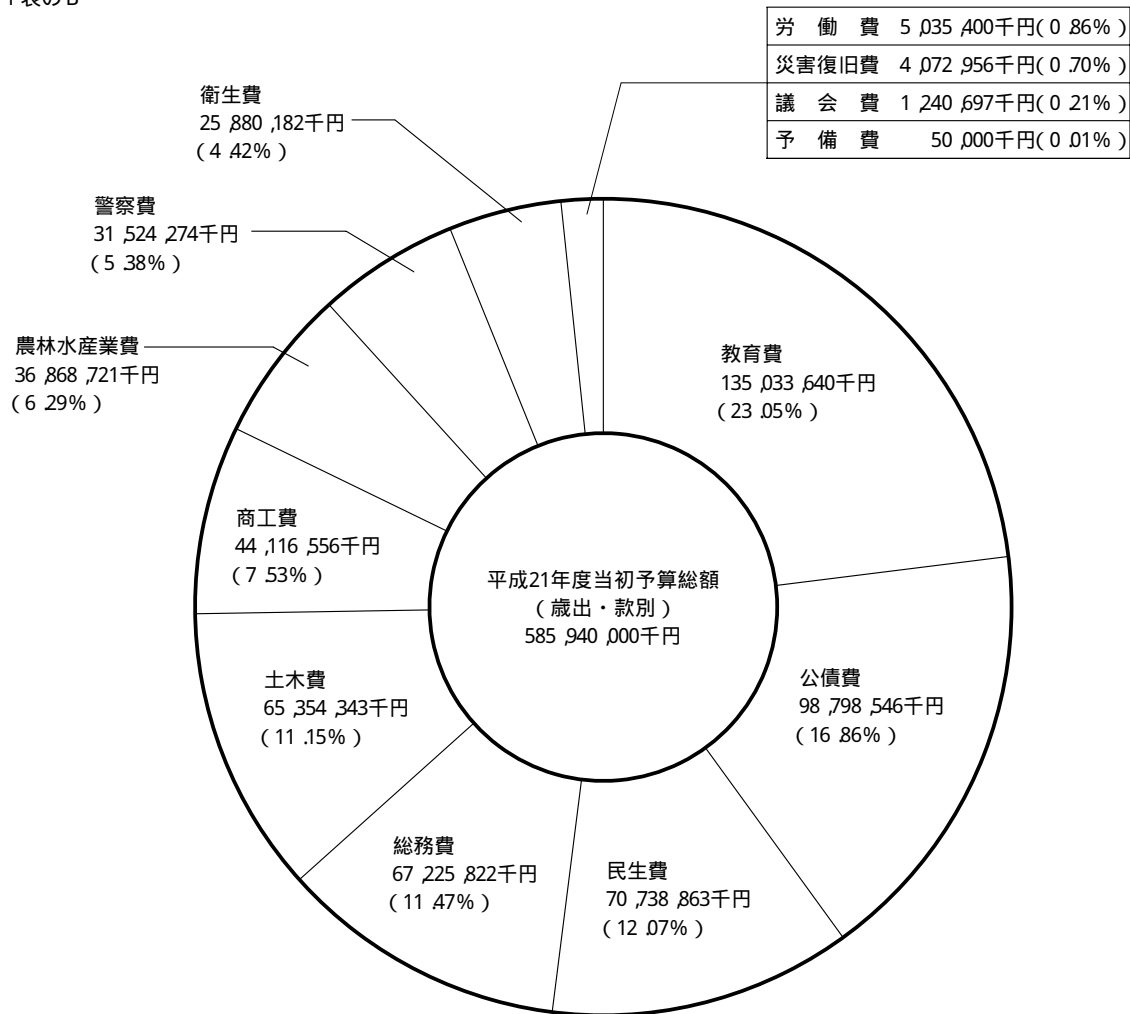 労働費 5,035,400千円(0.86%)
災害復旧費 4,072,956千円(0.70%)
議会費 1,240,697千円(0.21%)
予備費 50,000千円(0.01%)
衛生費
25,880,182千円
(4.42%)
警察費
31,524,274千円
(5.38%)
農林水産業費
36,868,721千円
(6.29%)
教育費
135,033,640千円
(23.05%)
商工費
44,116,556千円
(7.53%)
平成21年度当初予算総額
(歳出・款別)
585,940,000千円
土木費
65,354,343千円
(11.15%)
公債費
98,798,546千円
(16.86%)
総務費
67,225,822千円
(11.47%)
民生費
70,738,863千円
(12.07%)